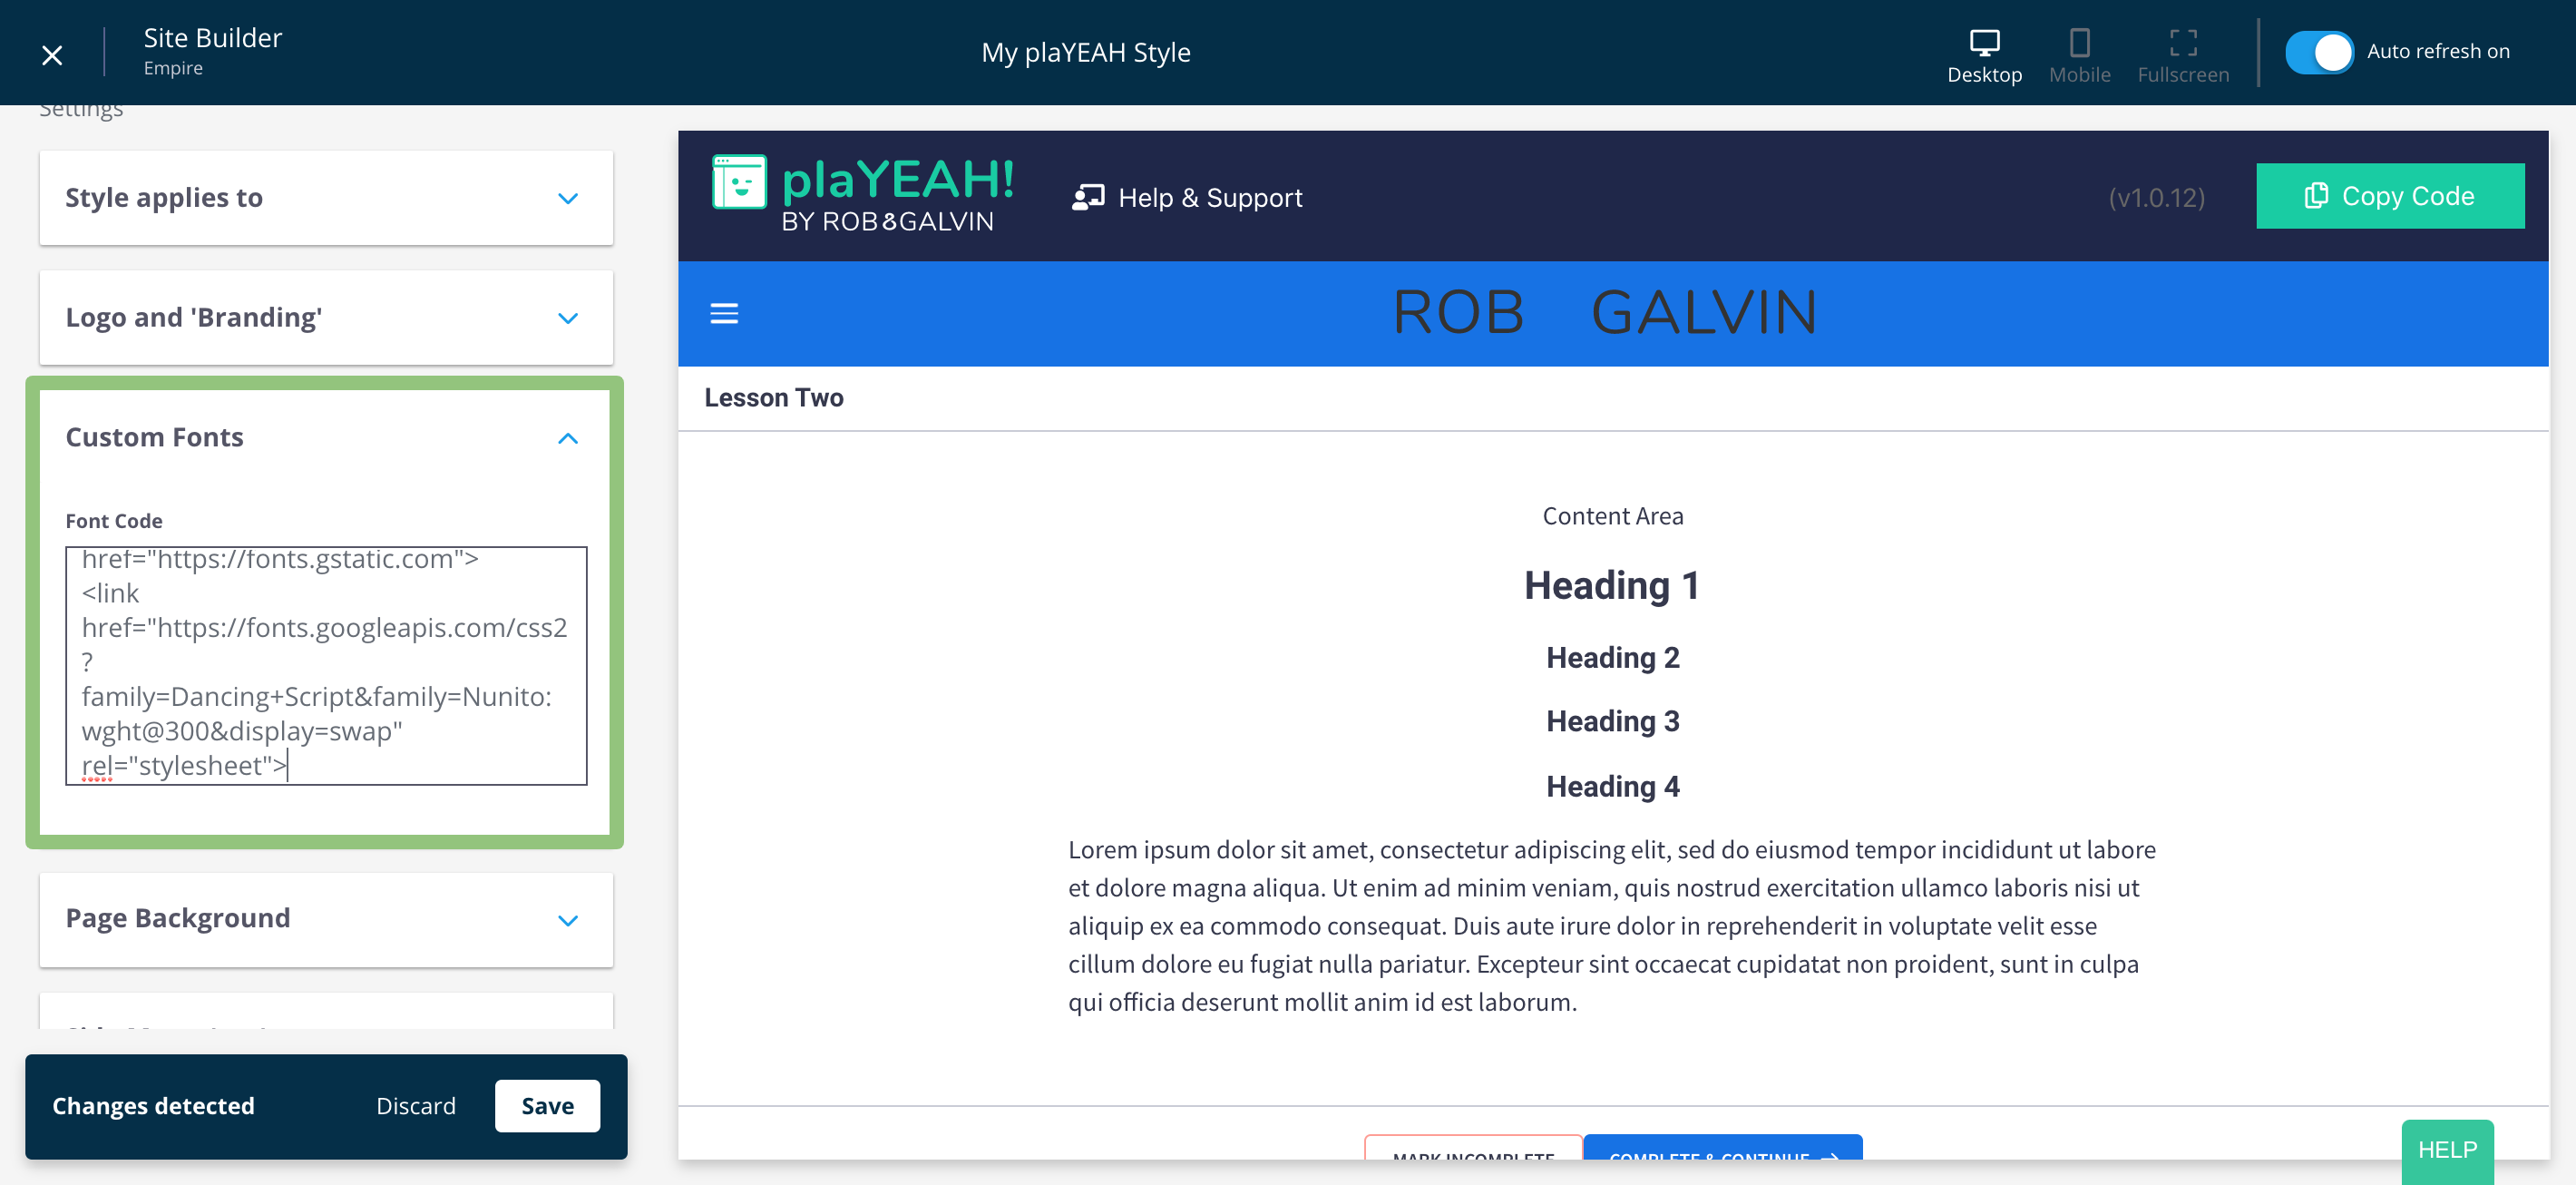 Site Builder
Empire
My plaYEAH Style
Desktop
Mobile
Fullscreen
Auto refresh on
Settings
Style applies to
Logo and 'Branding'
Custom Fonts
Font Code
href="https://fonts.gstatic.com">
<link
href="https://fonts.googleapis.com/css2
?
family=Dancing+Script&family=Nunito:
wght@300&display=swap"
rel="stylesheet">
Page Background
Changes detected
Discard
Save
plaYEAH!
BY ROB&GALVIN
Help & Support
(v1.0.12)
Copy Code
ROB GALVIN
Lesson Two
Content Area
Heading 1
Heading 2
Heading 3
Heading 4
Lorem ipsum dolor sit amet, consectetur adipiscing elit, sed do eiusmod tempor incididunt ut labore
et dolore magna aliqua. Ut enim ad minim veniam, quis nostrud exercitation ullamco laboris nisi ut
aliquip ex ea commodo consequat. Duis aute irure dolor in reprehenderit in voluptate velit esse
cillum dolore eu fugiat nulla pariatur. Excepteur sint occaecat cupidatat non proident, sunt in culpa
qui officia deserunt mollit anim id est laborum.
MARK INCOMPLETE
COMPLETE & CONTINUE
HELP